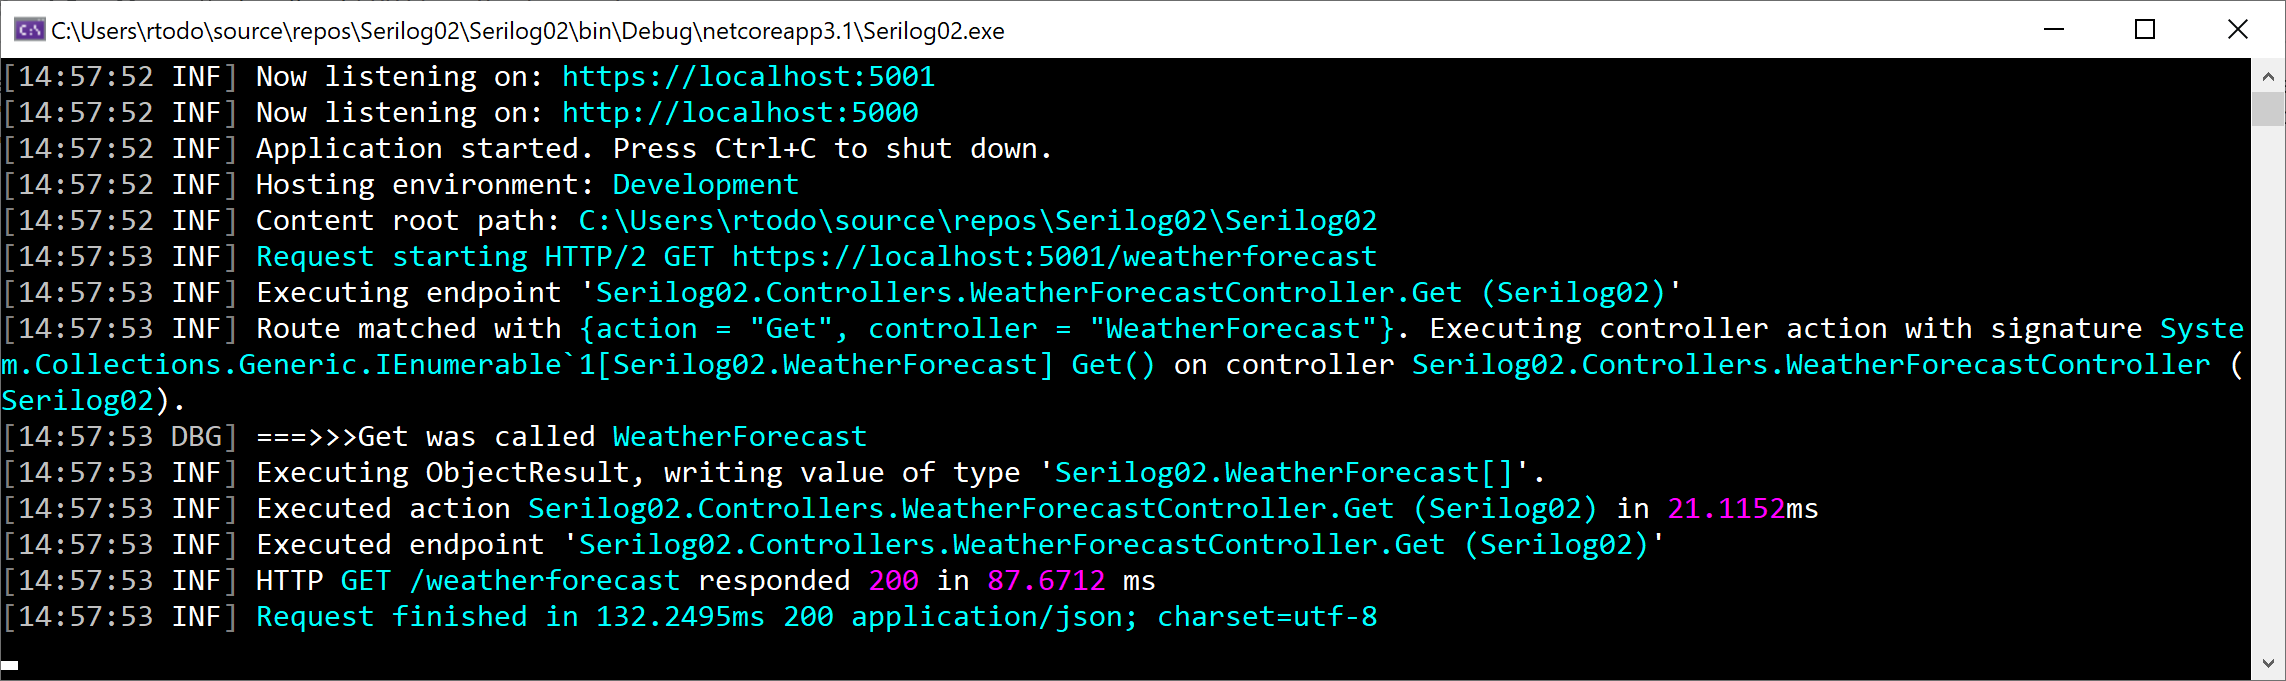 C:\Users\rtodo\source\repos\Serilog02\Serilog02\bin\Debug\netcoreapp3.1\Serilog02.exe
[14:57:52 INF] Now listening on: https://localhost:5001
[14:57:52 INF] Now listening on: http://localhost:5000
[14:57:52 INF] Application started. Press Ctrl+C to shut down.
[14:57:52 INF] Hosting environment: Development
[14:57:52 INF] Content root path: C:\Users\rtodo\source\repos\Serilog02\Serilog02
[14:57:53 INF] Request starting HTTP/2 GET https://localhost:5001/weatherforecast
[14:57:53 INF] Executing endpoint 'Serilog02.Controllers.WeatherForecastController.Get (Serilog02)'
[14:57:53 INF] Route matched with {action = "Get", controller = "WeatherForecast"}. Executing controller action with signature Syste
m.Collections.Generic.IEnumerable`1[Serilog02.WeatherForecast] Get() on controller Serilog02.Controllers.WeatherForecastController (
Serilog02).
[14:57:53 DBG] ===>>>Get was called WeatherForecast
[14:57:53 INF] Executing ObjectResult, writing value of type 'Serilog02.WeatherForecast[]'.
[14:57:53 INF] Executed action Serilog02.Controllers.WeatherForecastController.Get (Serilog02) in 21.1152ms
[14:57:53 INF] Executed endpoint 'Serilog02.Controllers.WeatherForecastController.Get (Serilog02)'
[14:57:53 INF] HTTP GET /weatherforecast responded 200 in 87.6712 ms
[14:57:53 INF] Request finished in 132.2495ms 200 application/json; charset=utf-8